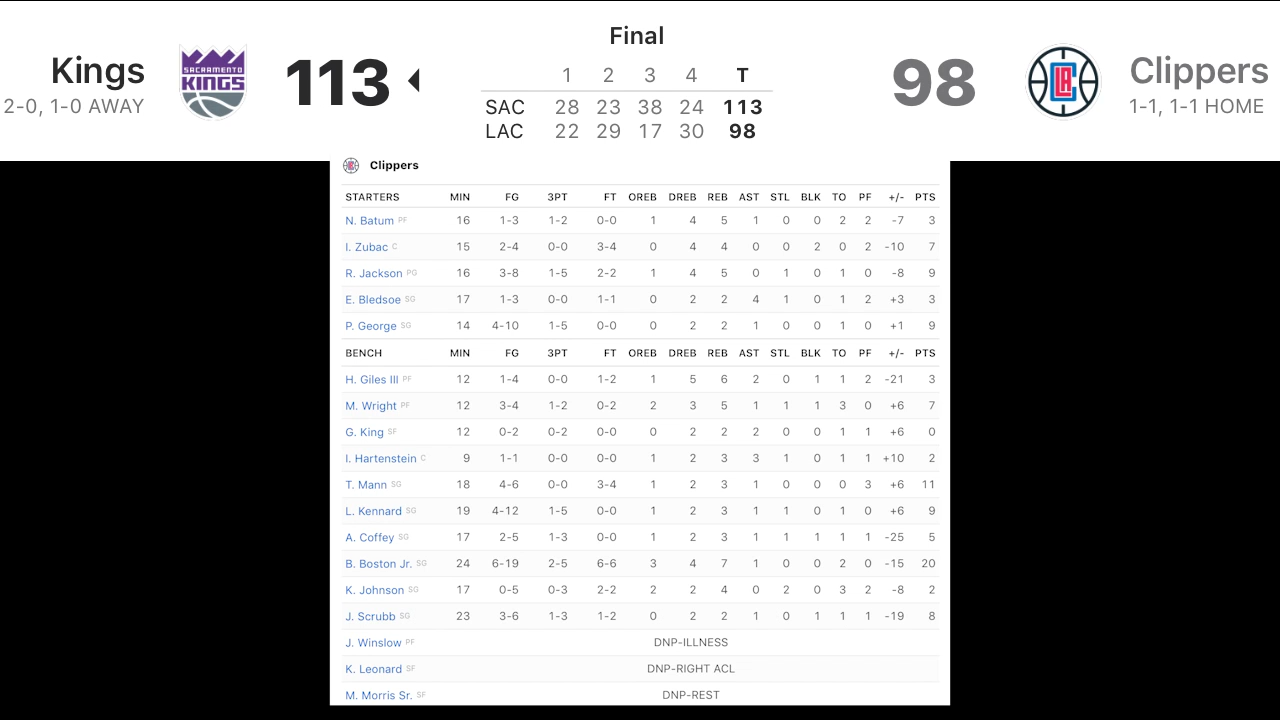 Final
Kings
2-0, 1-0 AWAY
SACRAMENTO
KINGS
113
1 2 3 4 T
SAC 28 23 38 24 113
LAC 22 29 17 30 98
98
LA
Clippers
1-1, 1-1 HOME
Clippers
STARTERS MIN FG 3PT FT OREB DREB REB AST STL BLK TO PF +/- PTS
N. Batum PF 16 1-3 1-2 0-0 1 4 5 1 0 0 2 2 -7 3
I. Zubac C 15 2-4 0-0 3-4 0 4 4 0 0 2 0 2 -10 7
R. Jackson PG 16 3-8 1-5 2-2 1 4 5 0 1 0 1 0 -8 9
E. Bledsoe SG 17 1-3 0-0 1-1 0 2 2 4 1 0 1 2 +3 3
P. George SG 14 4-10 1-5 0-0 0 2 2 1 0 0 1 0 +1 9
BENCH MIN FG 3PT FT OREB DREB REB AST STL BLK TO PF +/- PTS
H. Giles III PF 12 1-4 0-0 1-2 1 5 6 2 0 1 1 2 -21 3
M. Wright PF 12 3-4 1-2 0-2 2 3 5 1 1 1 3 0 +6 7
G. King SF 12 0-2 0-2 0-0 0 2 2 2 0 0 1 1 +6 0
I. Hartenstein C 9 1-1 0-0 0-0 1 2 3 3 1 0 1 1 +10 2
T. Mann SG 18 4-6 0-0 3-4 1 2 3 1 0 0 0 3 +6 11
L. Kennard SG 19 4-12 1-5 0-0 1 2 3 1 1 0 1 0 +6 9
A. Coffey SG 17 2-5 1-3 0-0 1 2 3 1 1 1 1 1 -25 5
B. Boston Jr. SG 24 6-19 2-5 6-6 3 4 7 1 0 0 2 0 -15 20
K. Johnson SG 17 0-5 0-3 2-2 2 2 4 0 2 0 3 2 -8 2
J. Scrubb SG 23 3-6 1-3 1-2 0 2 2 1 0 1 1 1 -19 8
J. Winslow PF DNP-ILLNESS
K. Leonard SF DNP-RIGHT ACL
M. Morris Sr. SF DNP-REST